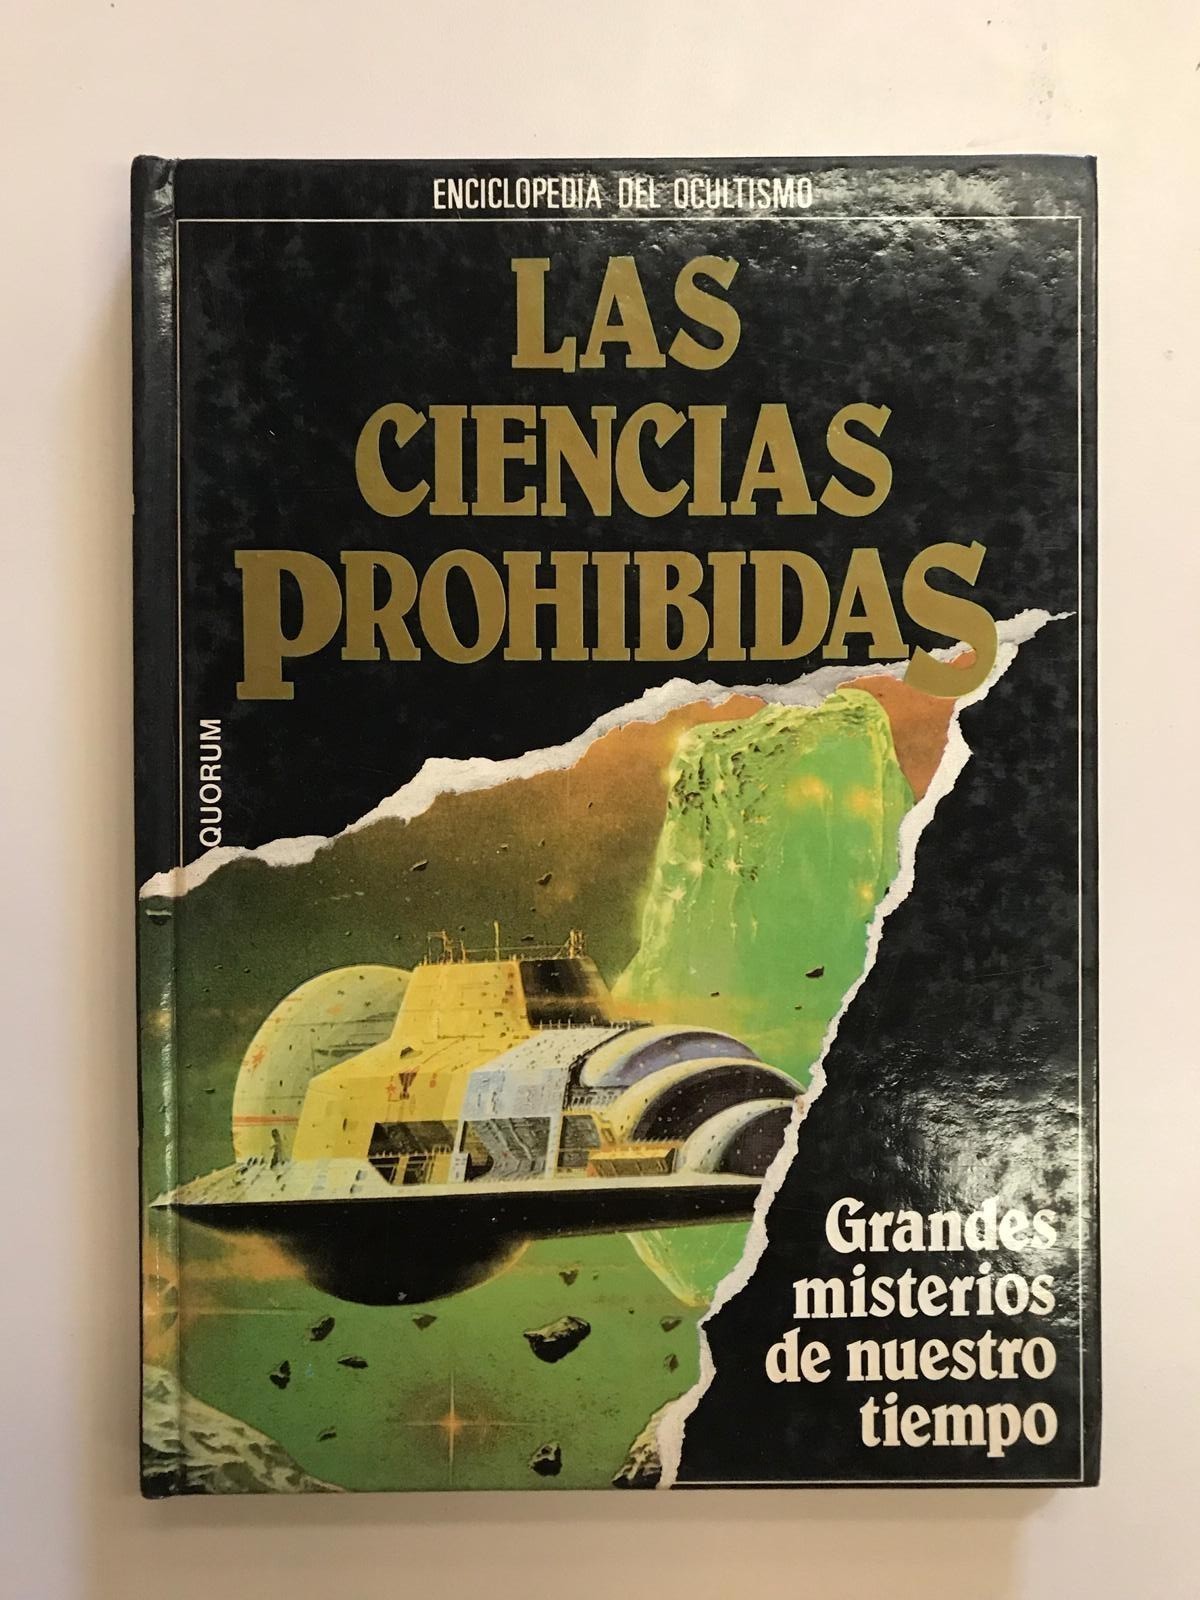 ENCICLOPEDIA DEL OCULTISMO
LAS
CIENCIAS
PROHIBIDAS
QUORUM
Grandes
misterios
de nuestro
tiempo